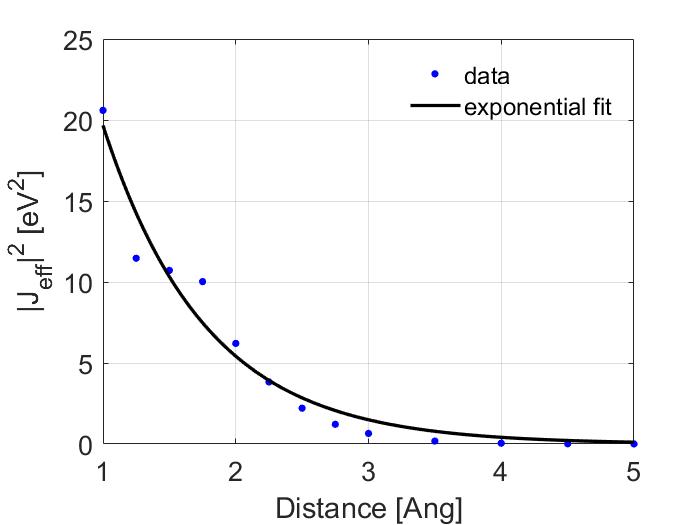 25
20
15
10
5
0
1
2
3
4
5
|J_eff|^2 [eV^2]
Distance [Ang]
data
exponential fit